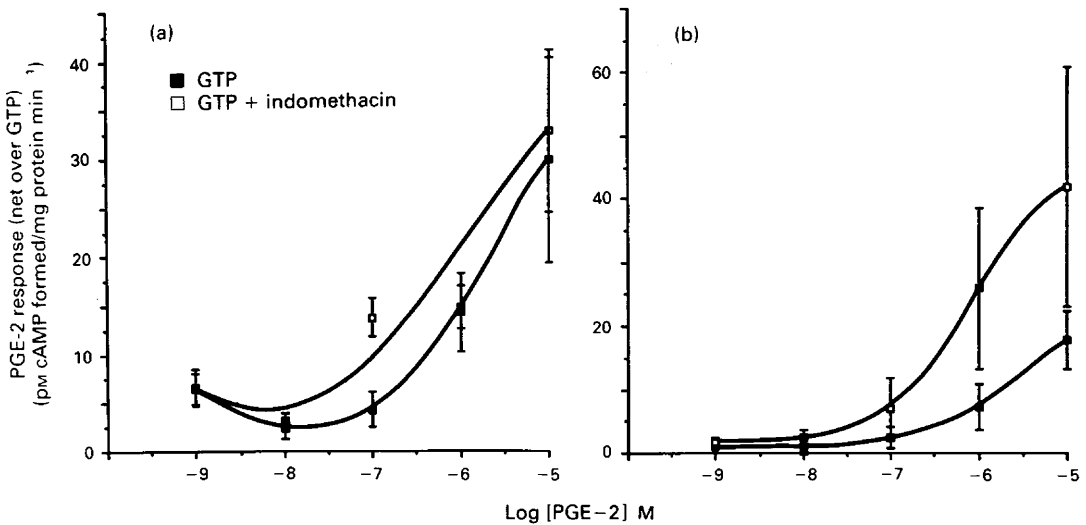 (a)
GTP
GTP + indomethacin
PGE-2 response (net over GTP)
(pM cAMP formed/mg protein min ¹)
40
30
20
10
0
−9
−8
−7
−6
−5
(b)
60
40
20
0
−9
−8
−7
−6
−5
Log [PGE−2] M